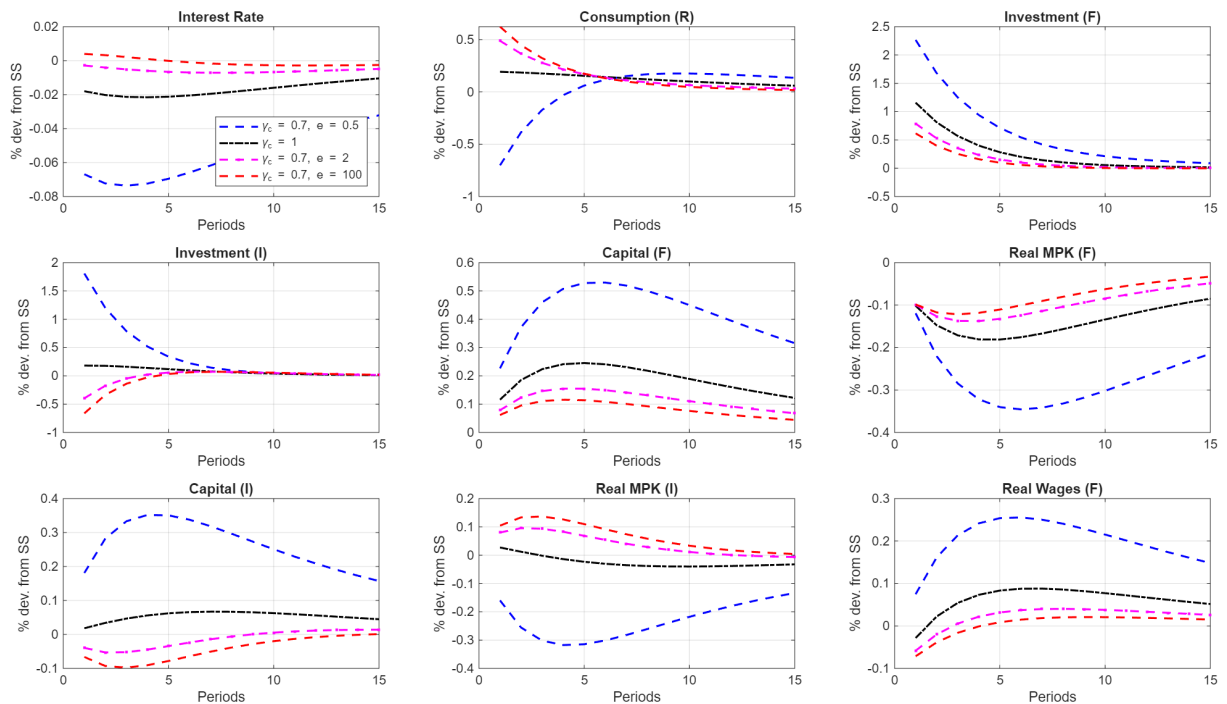 Interest Rate
% dev. from SS
0.02
0
-0.02
-0.04
-0.06
-0.08
γc = 0.7, e = 0.5
γc = 1
γc = 0.7, e = 2
γc = 0.7, e = 100
0 5 10 15
Periods
Consumption (R)
% dev. from SS
0.5
0
-0.5
-1
0 5 10 15
Periods
Investment (F)
% dev. from SS
2.5
2
1.5
1
0.5
0
0.5
0 5 10 15
Periods
Investment (I)
% dev. from SS
2
1.5
1
0.5
0
-0.5
-1
0 5 10 15
Periods
Capital (F)
% dev. from SS
0.6
0.5
0.4
0.3
0.2
0.1
0
0 5 10 15
Periods
Real MPK (F)
% dev. from SS
0
-0.1
-0.2
-0.3
-0.4
0 5 10 15
Periods
Capital (I)
% dev. from SS
0.4
0.3
0.2
0.1
0
-0.1
0 5 10 15
Periods
Real MPK (I)
% dev. from SS
0.2
0.1
0
-0.1
-0.2
-0.3
-0.4
0 5 10 15
Periods
Real Wages (F)
% dev. from SS
0.3
0.2
0.1
0
-0.1
0 5 10 15
Periods